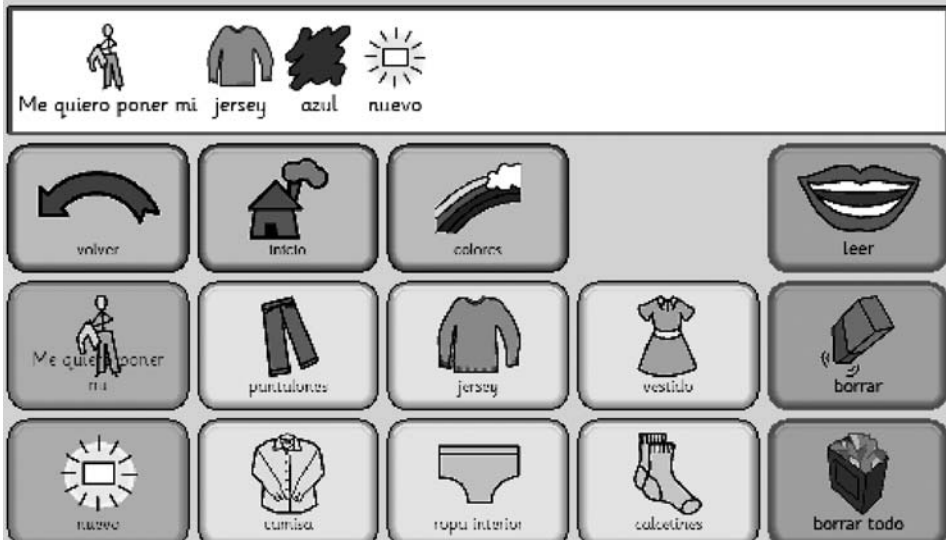 Me quiero poner mi jersey azul nuevo
volver inicio colores leer
Me quiero poner
mi
pantalones jersey vestido borrar
nuevo camisa ropa interior calcetines borrar todo